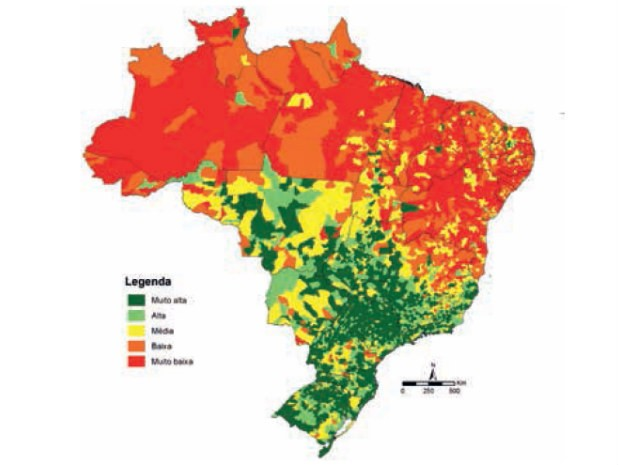 Legenda
Muito alta
Alta
Média
Baixa
Muito baixa
N
0 250 500 Km